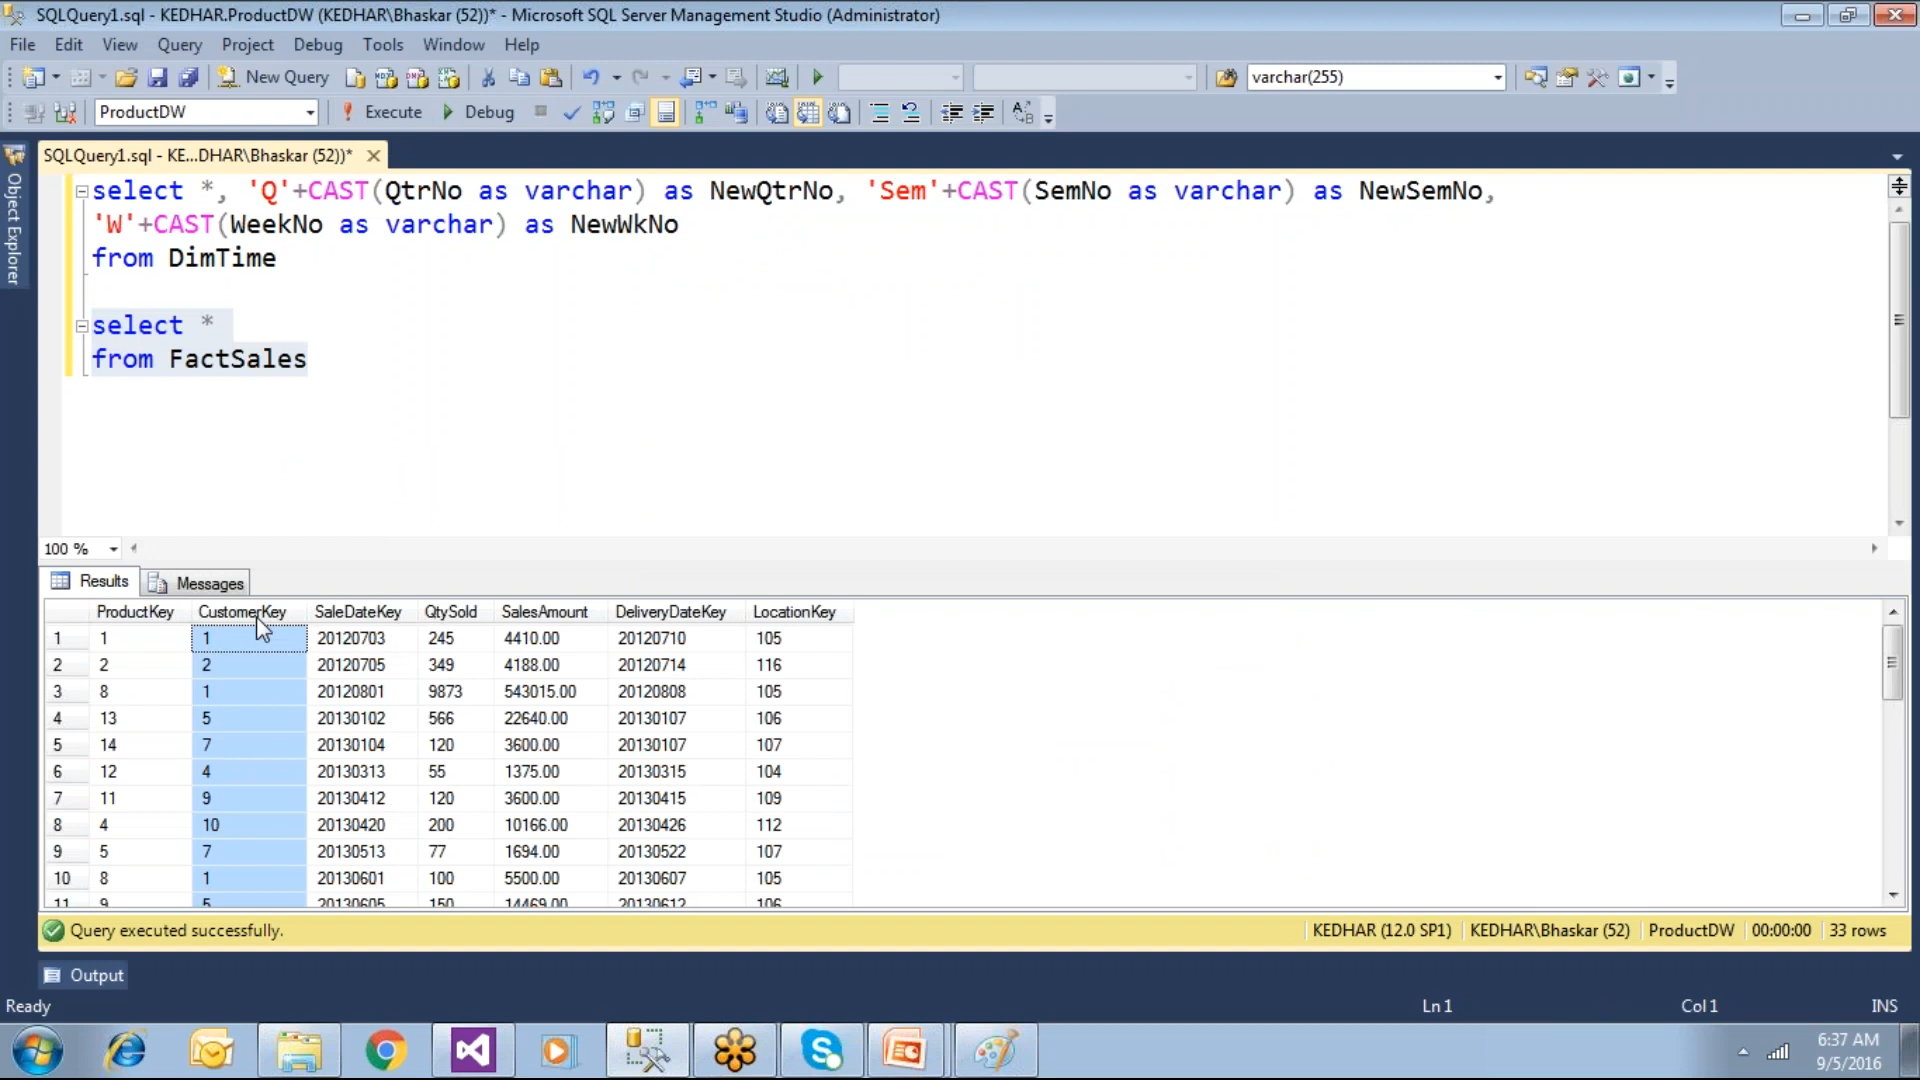 SQLQuery1.sql - KEDHAR.ProductDW (KEDHAR\Bhaskar (52))* - Microsoft SQL Server Management Studio (Administrator)
File Edit View Query Project Debug Tools Window Help
New Query varchar(255)
ProductDW Execute Debug
SQLQuery1.sql - KE...DHAR\Bhaskar (52))*
Object Explorer
select *, 'Q'+CAST(QtrNo as varchar) as NewQtrNo, 'Sem'+CAST(SemNo as varchar) as NewSemNo,
'W'+CAST(WeekNo as varchar) as NewWkNo
from DimTime
select *
from FactSales
100 %
Results Messages
ProductKey CustomerKey SaleDateKey QtySold SalesAmount DeliveryDateKey LocationKey
1 1 1 20120703 245 4410.00 20120710 105
2 2 2 20120705 349 4188.00 20120714 116
3 8 1 20120801 9873 543015.00 20120808 105
4 13 5 20130102 566 22640.00 20130107 106
5 14 7 20130104 120 3600.00 20130107 107
6 12 4 20130313 55 1375.00 20130315 104
7 11 9 20130412 120 3600.00 20130415 109
8 4 10 20130420 200 10166.00 20130426 112
9 5 7 20130513 77 1694.00 20130522 107
10 8 1 20130601 100 5500.00 20130607 105
11 9 5 20130605 150 14469.00 20130612 106
Query executed successfully. KEDHAR (12.0 SP1) KEDHAR\Bhaskar (52) ProductDW 00:00:00 33 rows
Output
Ready Ln 1 Col 1 INS
6:37 AM
9/5/2016